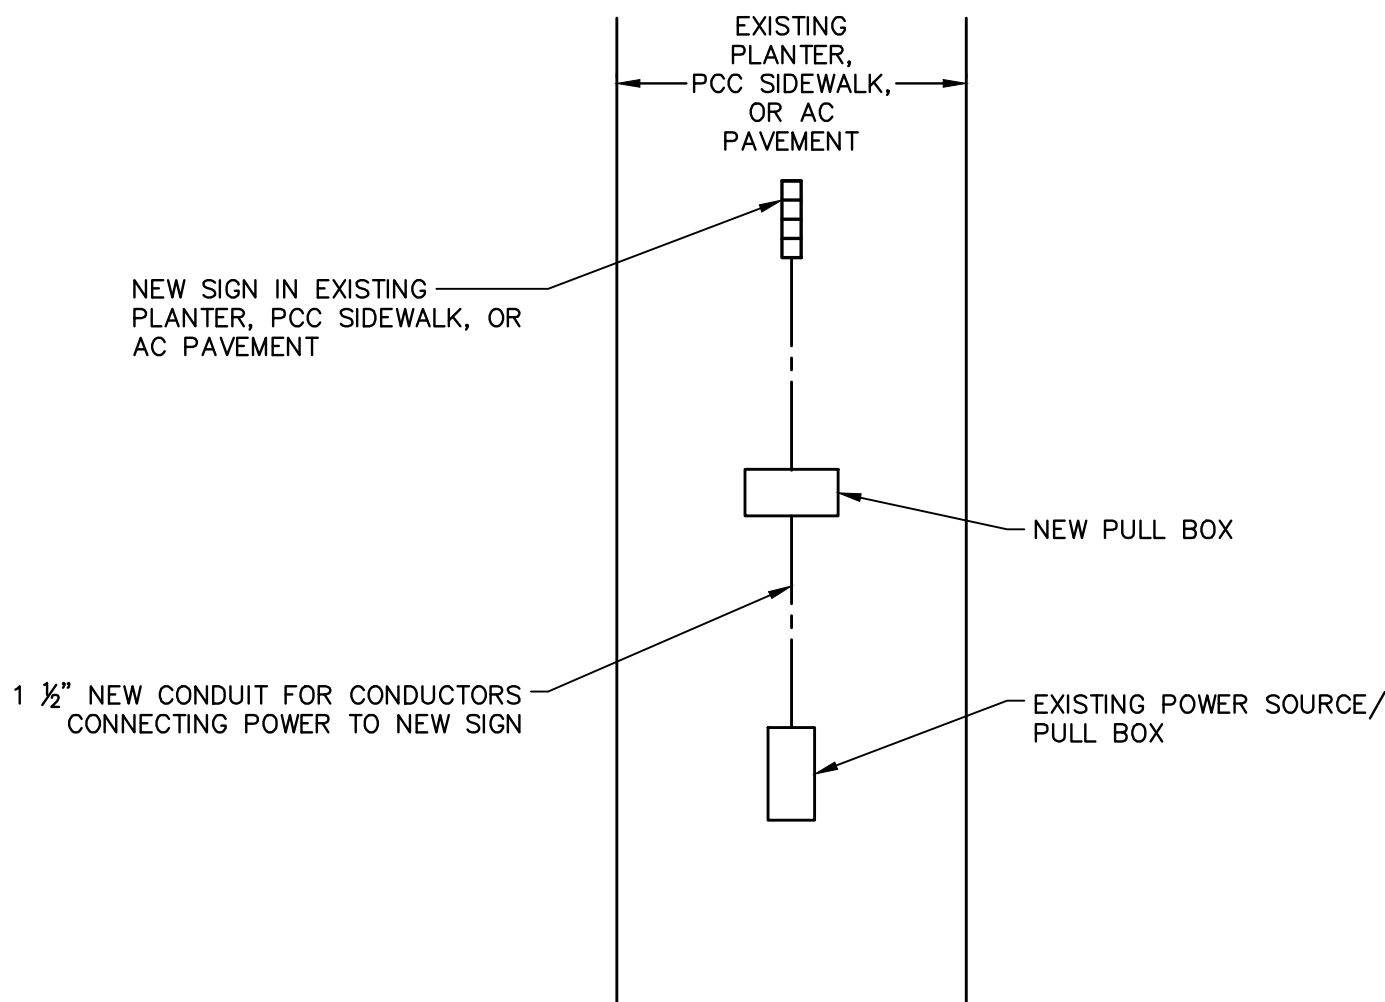 EXISTING
PLANTER,
PCC SIDEWALK,
OR AC
PAVEMENT
NEW SIGN IN EXISTING
PLANTER, PCC SIDEWALK, OR
AC PAVEMENT
NEW PULL BOX
1 ½" NEW CONDUIT FOR CONDUCTORS
CONNECTING POWER TO NEW SIGN
EXISTING POWER SOURCE/
PULL BOX